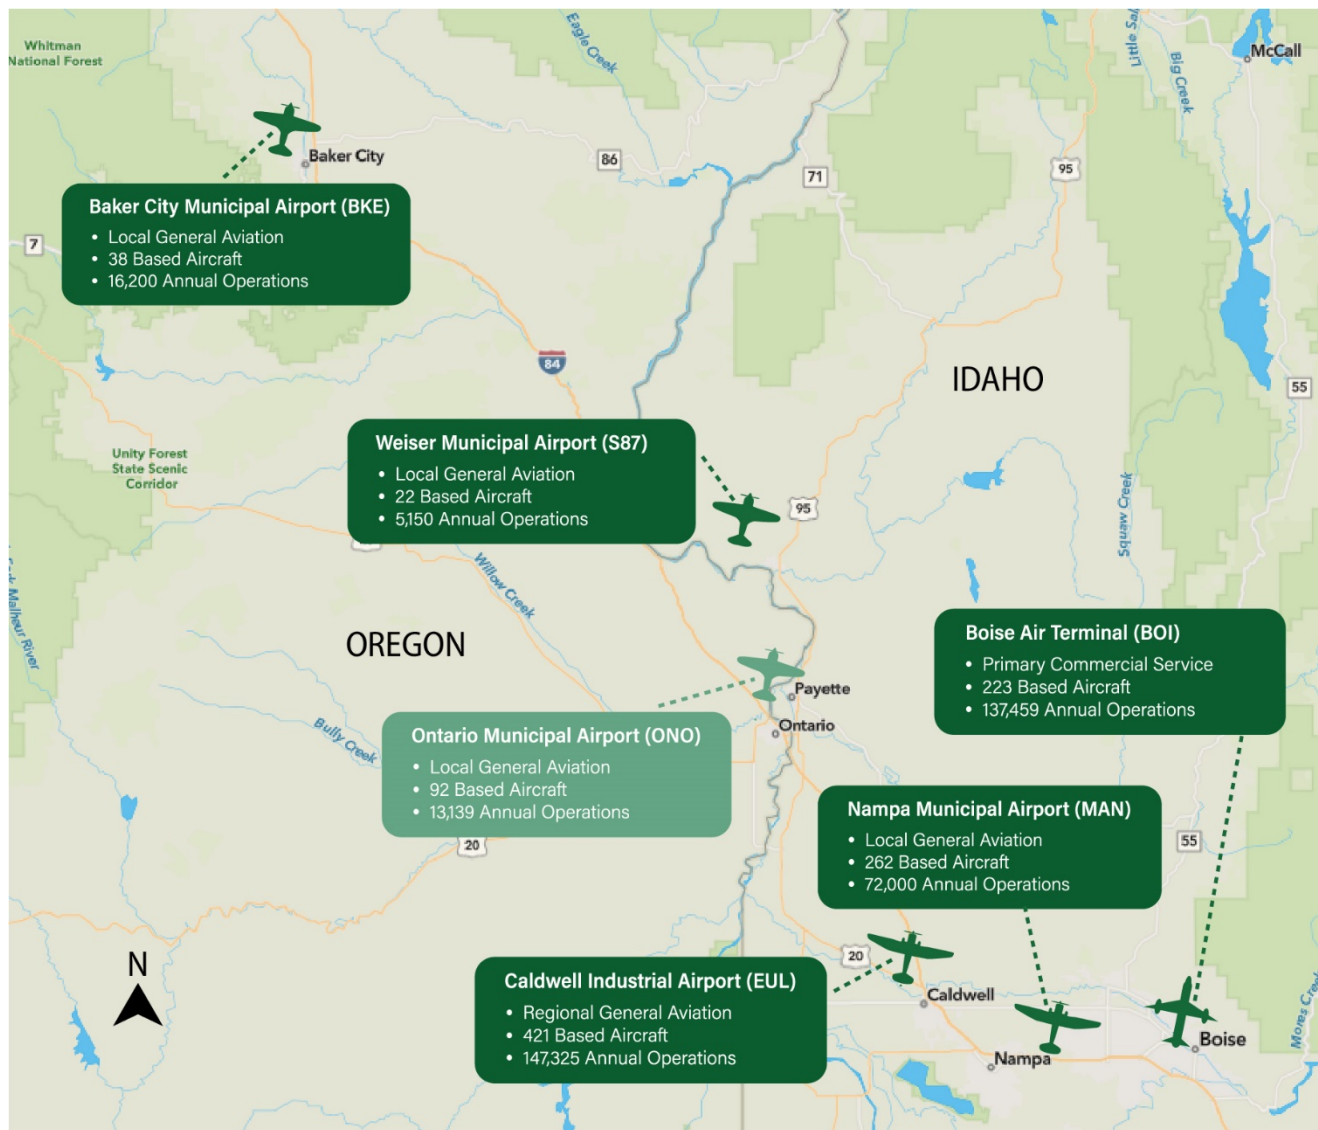 Whitman
National Forest
Eagle Creek
Little Sal
Big Creek
McCall
Baker City
86
71
95
Baker City Municipal Airport (BKE)
• Local General Aviation
• 38 Based Aircraft
• 16,200 Annual Operations
7
84
IDAHO
55
Weiser Municipal Airport (S87)
• Local General Aviation
• 22 Based Aircraft
• 5,150 Annual Operations
Unity Forest
State Scenic
Corridor
95
Squaw Creek
Willow Creek
Malheur River
OREGON
Boise Air Terminal (BOI)
• Primary Commercial Service
• 223 Based Aircraft
• 137,459 Annual Operations
Payette
Ontario
Bully Creek
Ontario Municipal Airport (ONO)
• Local General Aviation
• 92 Based Aircraft
• 13,139 Annual Operations
20
Nampa Municipal Airport (MAN)
• Local General Aviation
• 262 Based Aircraft
• 72,000 Annual Operations
55
N
20
Caldwell Industrial Airport (EUL)
• Regional General Aviation
• 421 Based Aircraft
• 147,325 Annual Operations
Caldwell
Nampa
Boise
Mores Creek